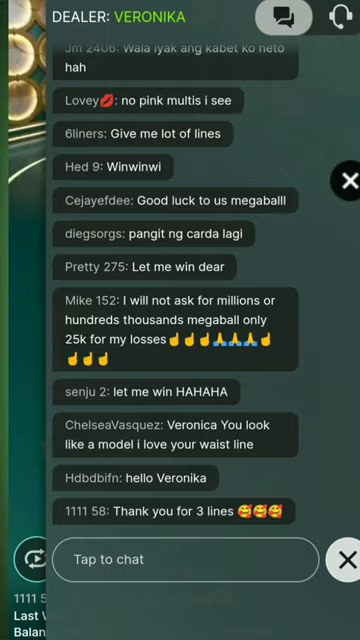 DEALER: VERONIKA
Jm 2406: Wala iyak ang kabet ko neto
hah
Lovey💋: no pink multis i see
6liners: Give me lot of lines
Hed 9: Winwinwi
Cejayefdee: Good luck to us megaballl
diegsorgs: pangit ng carda lagi
Pretty 275: Let me win dear
Mike 152: I will not ask for millions or
hundreds thousands megaball only
25k for my losses☝☝☝🙏🙏🙏☝
☝☝☝
senju 2: let me win HAHAHA
ChelseaVasquez: Veronica You look
like a model i love your waist line
Hdbdbifn: hello Veronika
1111 58: Thank you for 3 lines 🥰🥰🥰
Tap to chat
1111 5
Last W
Balan